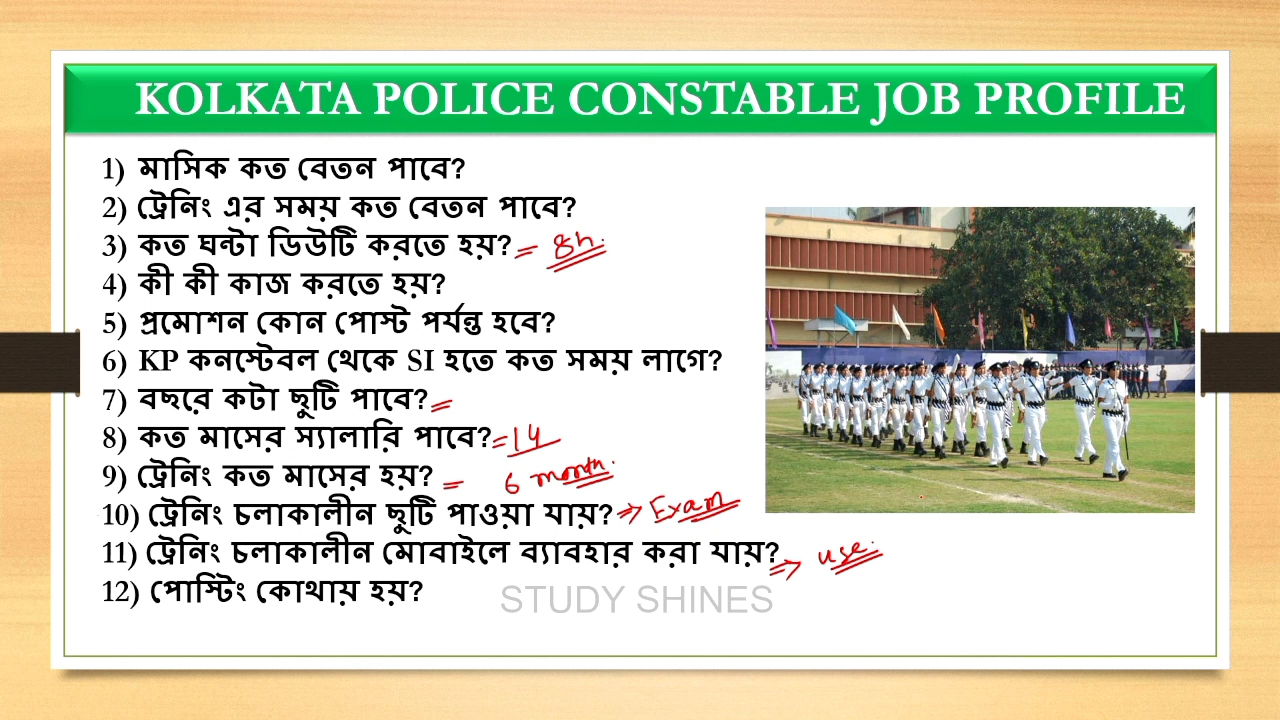 KOLKATA POLICE CONSTABLE JOB PROFILE
1) মাসিক কত বেতন পাবে?
2) ট্রেনিং এর সময় কত বেতন পাবে?
3) কত ঘন্টা ডিউটি করতে হয়? = 8h.
4) কী কী কাজ করতে হয়?
5) প্রমোশন কোন পোস্ট পর্যন্ত হবে?
6) KP কনস্টেবল থেকে SI হতে কত সময় লাগে?
7) বছরে কটা ছুটি পাবে? =
8) কত মাসের স্যালারি পাবে? = 14
9) ট্রেনিং কত মাসের হয়? = 6 month.
10) ট্রেনিং চলাকালীন ছুটি পাওয়া যায়? => Exam
11) ট্রেনিং চলাকালীন মোবাইলে ব্যাবহার করা যায়? => use.
12) পোস্টিং কোথায় হয়?
STUDY SHINES